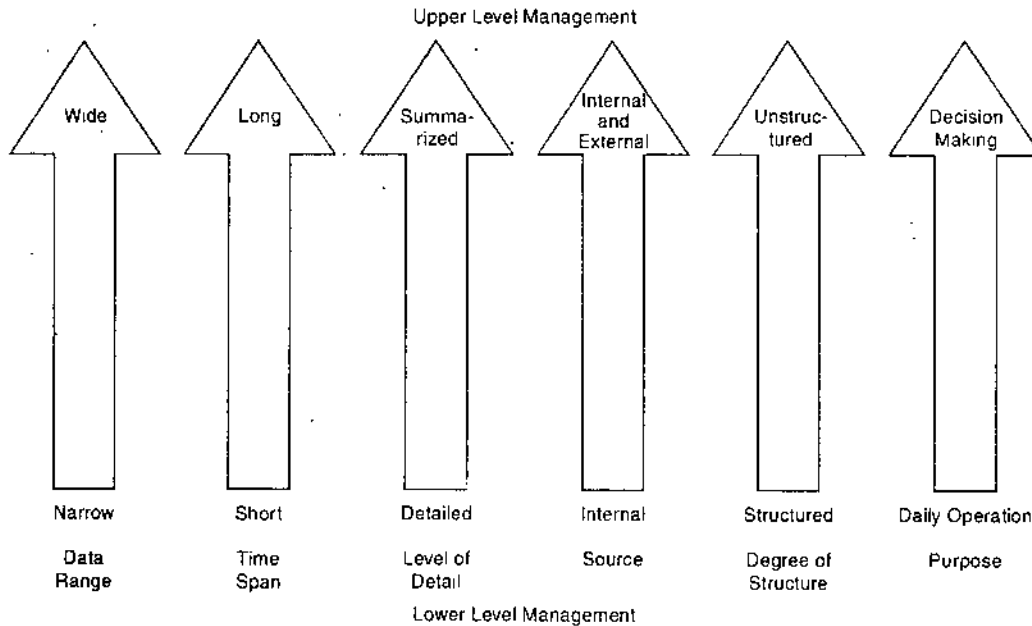 Upper Level Management
Wide
Long
Summa-
rized
Internal
and
External
Unstruc-
tured
Decision
Making
Narrow
Short
Detailed
Internal
Structured
Daily Operation
Data
Range
Time
Span
Level of
Detail
Source
Degree of
Structure
Purpose
Lower Level Management